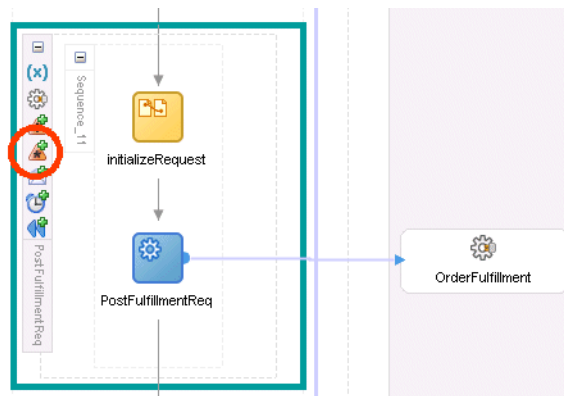 (x)
Sequence_11
initializeRequest
PostFulfillmentReq
PostFulfillmentReq
OrderFulfillment